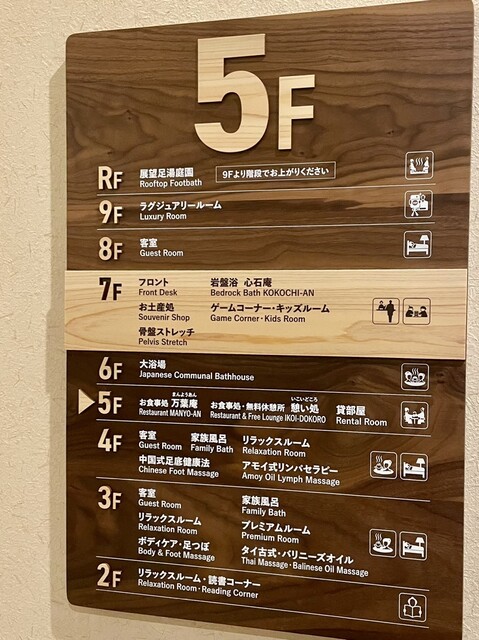 5F
RF 展望足湯庭園 9Fより階段でお上がりください
Rooftop Footbath
9F ラグジュアリールーム
Luxury Room
8F 客室
Guest Room
7F フロント 岩盤浴 心石庵
Front Desk Bedrock Bath KOKOCHI-AN
お土産処 ゲームコーナー・キッズルーム
Souvenir Shop Game Corner・Kids Room
骨盤ストレッチ
Pelvis Stretch
6F 大浴場
Japanese Communal Bathhouse
まんようあん いこいどころ
5F お食事処 万葉庵 お食事処・無料休憩所 憩い処 貸部屋
Restaurant MANYO-AN Restaurant & Free Lounge IKOI-DOKORO Rental Room
4F 客室 家族風呂 リラックスルーム
Guest Room Family Bath Relaxation Room
中国式足底健康法 アモイ式リンパセラピー
Chinese Foot Massage Amoy Oil Lymph Massage
3F 客室 家族風呂
Guest Room Family Bath
リラックスルーム プレミアムルーム
Relaxation Room Premium Room
ボディケア・足つぼ タイ古式・バリニーズオイル
Body & Foot Massage Thai Massage・Balinese Oil Massage
2F リラックスルーム・読書コーナー
Relaxation Room・Reading Corner